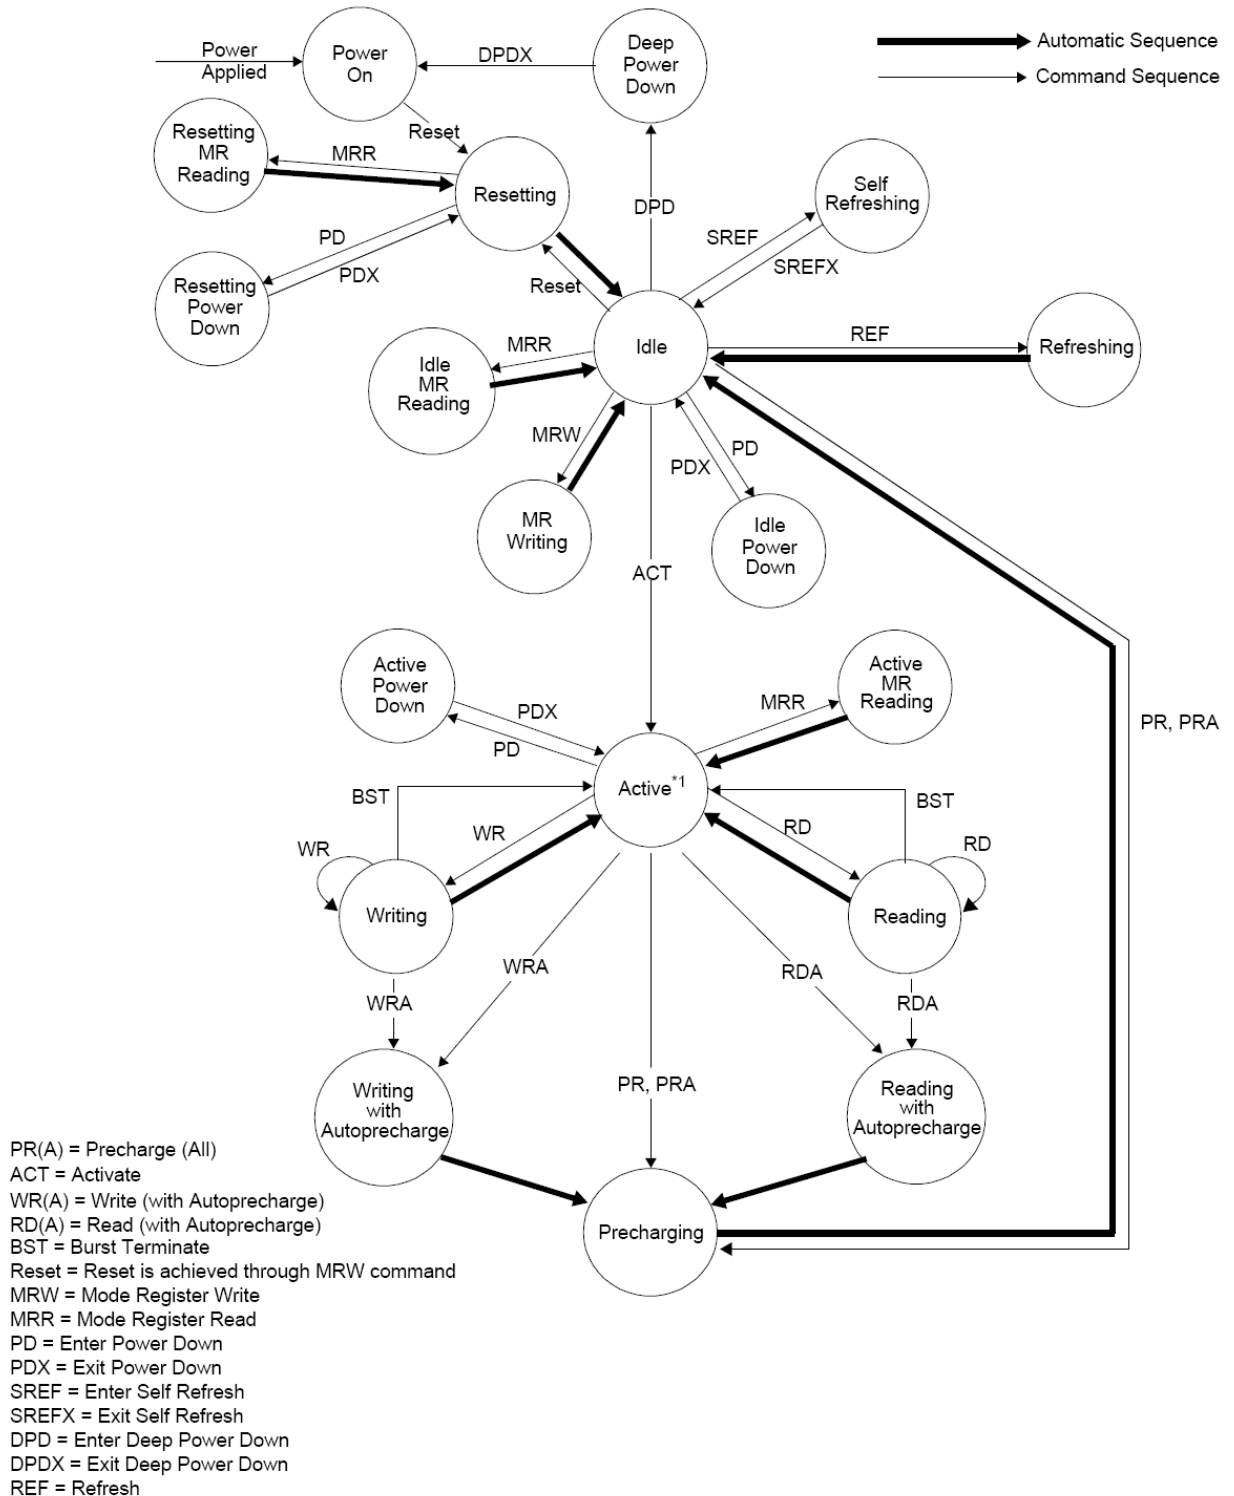 Power
Applied
Power
On
DPDX
Deep
Power
Down
Automatic Sequence
Command Sequence
Reset
Resetting
MR
Reading
MRR
Resetting
PD
PDX
Resetting
Power
Down
DPD
Self
Refreshing
SREF
SREFX
Reset
Idle
REF
Refreshing
MRR
Idle
MR
Reading
MRW
PD
PDX
MR
Writing
Idle
Power
Down
ACT
Active
Power
Down
PDX
PD
MRR
Active
MR
Reading
PR, PRA
Active*1
BST
BST
WR
RD
WR
RD
Writing
Reading
WRA
RDA
WRA
RDA
Writing
with
Autoprecharge
PR, PRA
Reading
with
Autoprecharge
Precharging
PR(A) = Precharge (All)
ACT = Activate
WR(A) = Write (with Autoprecharge)
RD(A) = Read (with Autoprecharge)
BST = Burst Terminate
Reset = Reset is achieved through MRW command
MRW = Mode Register Write
MRR = Mode Register Read
PD = Enter Power Down
PDX = Exit Power Down
SREF = Enter Self Refresh
SREFX = Exit Self Refresh
DPD = Enter Deep Power Down
DPDX = Exit Deep Power Down
REF = Refresh